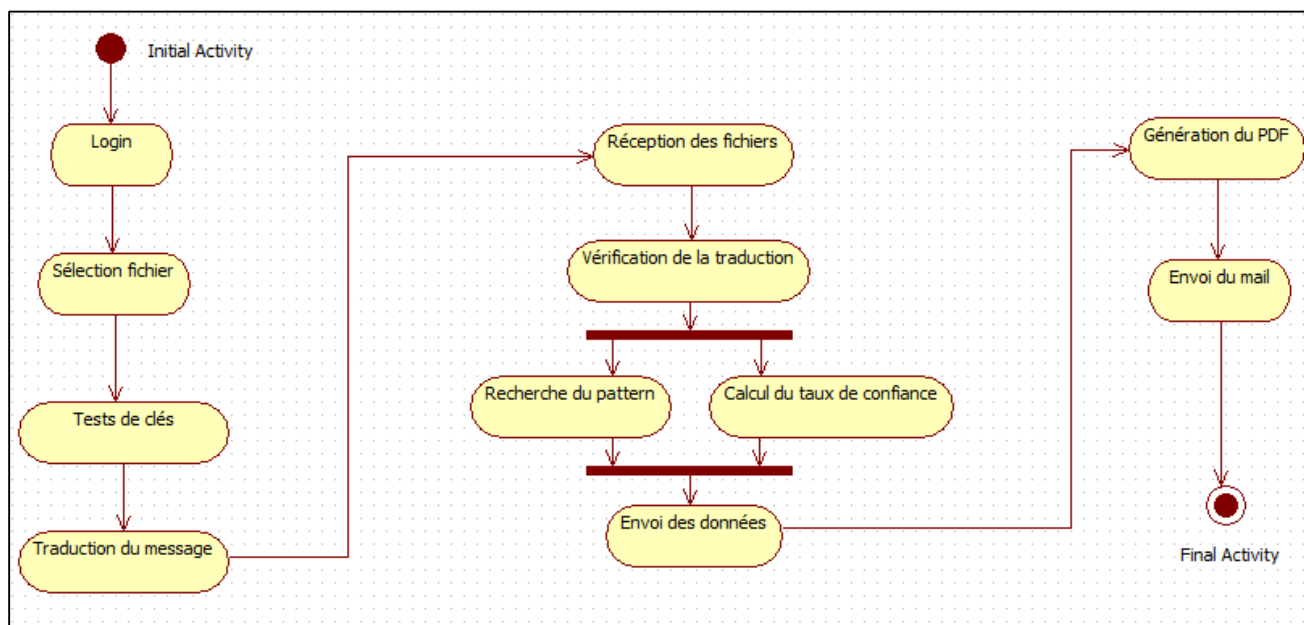 Initial Activity
Login
Sélection fichier
Tests de clés
Traduction du message
Réception des fichiers
Vérification de la traduction
Recherche du pattern
Calcul du taux de confiance
Envoi des données
Génération du PDF
Envoi du mail
Final Activity